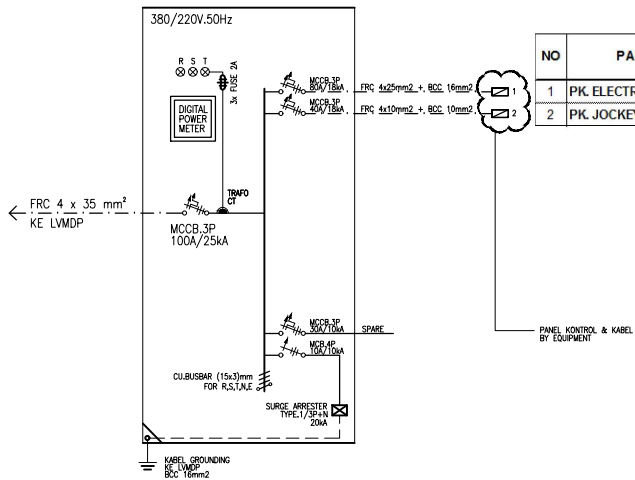 380/220V.50Hz
R S T
3x FUSE 2A
DIGITAL
POWER
METER
MCCB.3P
80A/18kA
FRC 4x25mm2 + BCC 16mm2
1
MCCB.3P
40A/18kA
FRC 4x10mm2 + BCC 10mm2
2
NO PA
1 PK. ELECTR
2 PK. JOCKEY
TRAFO
CT
FRC 4 x 35 mm²
KE LVMDP
MCCB.3P
100A/25kA
MCCB.3P
30A/10kA
SPARE
MCB.4P
10A/10kA
PANEL KONTROL & KABEL
BY EQUIPMENT
CU.BUSBAR (15x3)mm
FOR R,S,T,N,E
SURGE ARRESTER
TYPE.1/3P+N
20kA
KABEL GROUNDING
KE LVMDP
BCC 16mm2